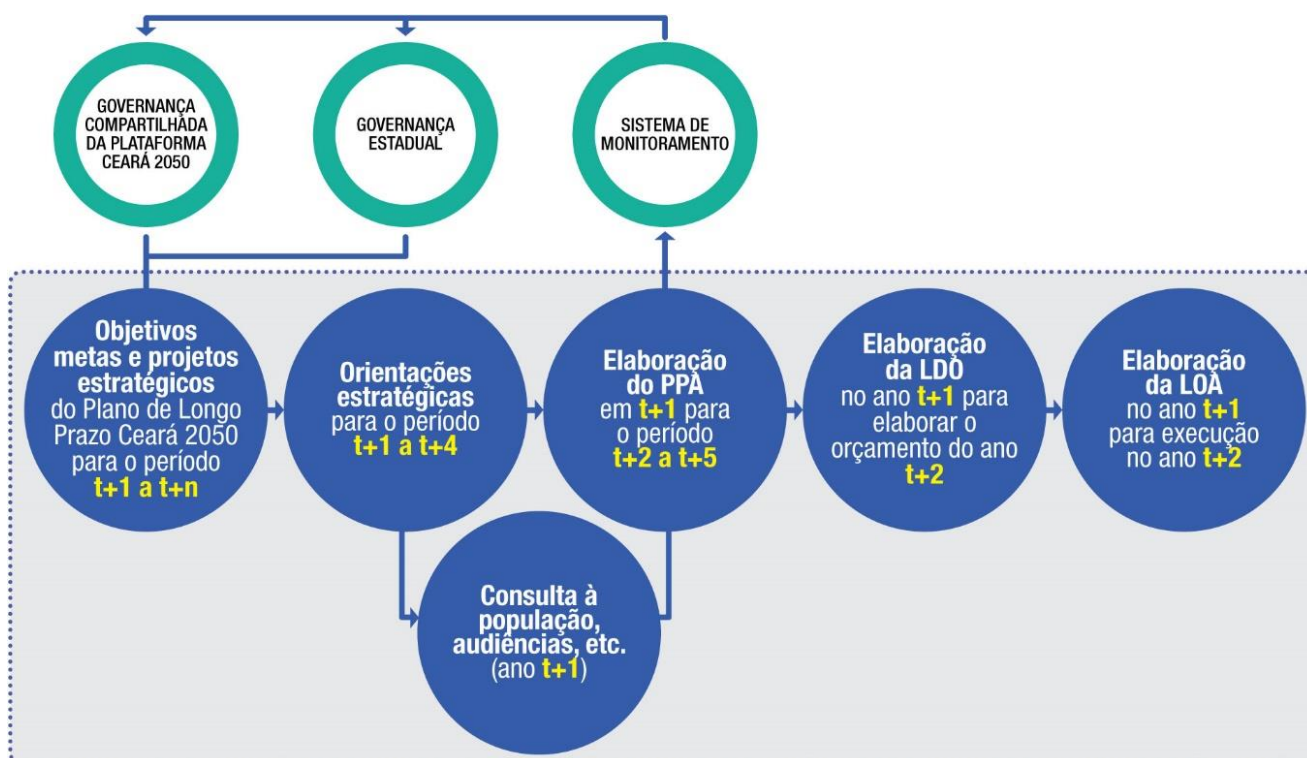 GOVERNANÇA
COMPARTILHADA
DA PLATAFORMA
CEARÁ 2050
GOVERNANÇA
ESTADUAL
SISTEMA DE
MONITORAMENTO
Objetivos
metas e projetos
estratégicos
do Plano de Longo
Prazo Ceará 2050
para o período
t+1 a t+n
Orientações
estratégicas
para o período
t+1 a t+4
Elaboração
do PPA
em t+1 para
o período
t+2 a t+5
Elaboração
da LDO
no ano t+1 para
elaborar o
orçamento do ano
t+2
Elaboração
da LOA
no ano t+1
para execução
no ano t+2
Consulta à
população,
audiências, etc.
(ano t+1)